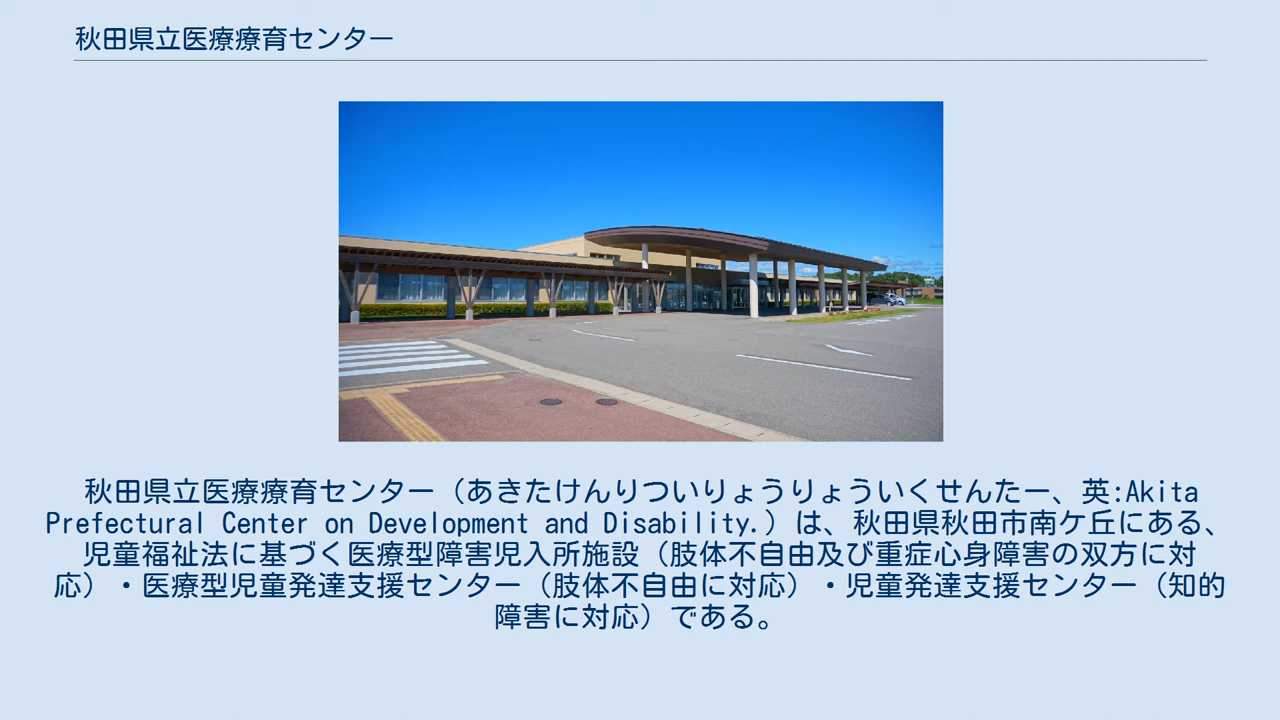 秋田県立医療療育センター
秋田県立医療療育センター（あきたけんりついりょうりょういくせんたー、英:Akita
Prefectural Center on Development and Disability.）は、秋田県秋田市南ケ丘にある、
児童福祉法に基づく医療型障害児入所施設（肢体不自由及び重症心身障害の双方に対
応）・医療型児童発達支援センター（肢体不自由に対応）・児童発達支援センター（知的
障害に対応）である。